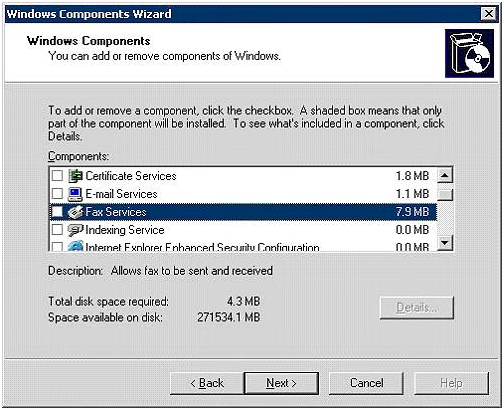 Windows Components Wizard
Windows Components
You can add or remove components of Windows.
To add or remove a component, click the checkbox. A shaded box means that only
part of the component will be installed. To see what's included in a component, click
Details.
Components:
Certificate Services 1.8 MB
E-mail Services 1.1 MB
Fax Services 7.9 MB
Indexing Service 0.0 MB
Internet Explorer Enhanced Security Configuration 0.0 MB
Description: Allows fax to be sent and received
Total disk space required: 4.3 MB
Space available on disk: 271534.1 MB
Details...
< Back
Next >
Cancel
Help